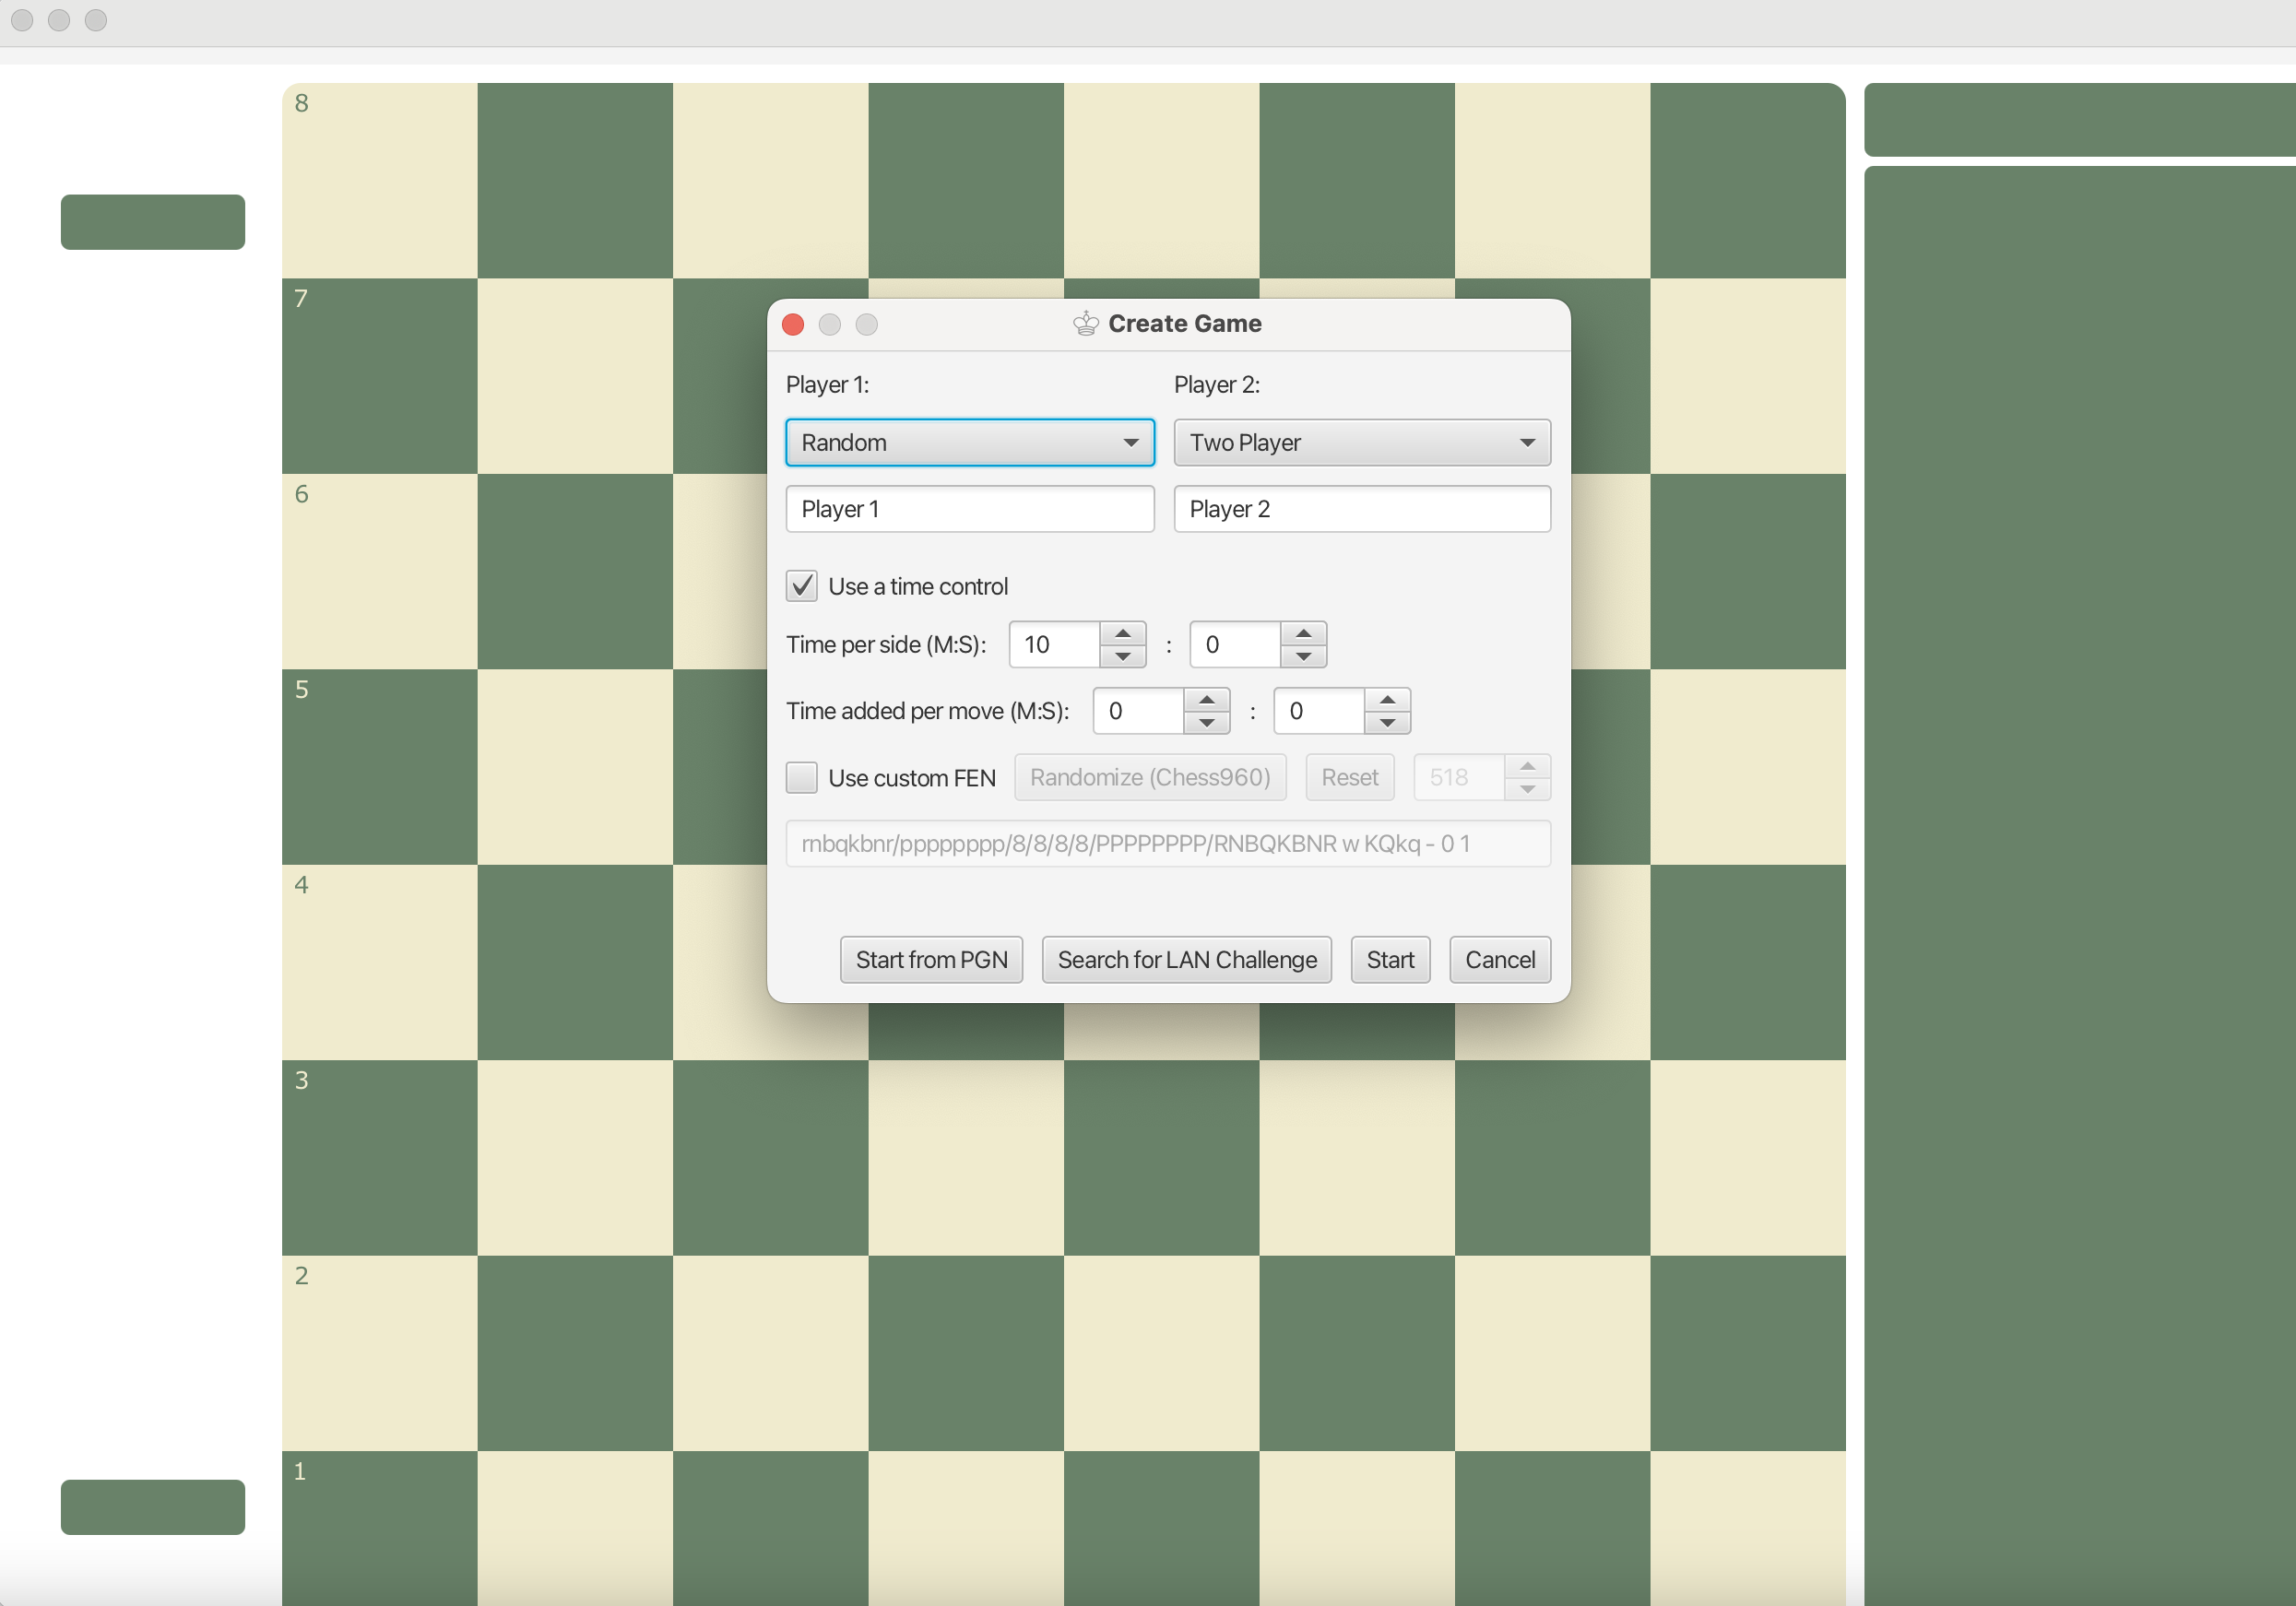 8
7
Create Game
Player 1:
Player 2:
Random
Two Player
6
Player 1
Player 2
Use a time control
Time per side (M:S): 10 : 0
5
Time added per move (M:S): 0 : 0
Use custom FEN Randomize (Chess960) Reset 518
rnbqkbnr/pppppppp/8/8/8/8/PPPPPPPP/RNBQKBNR w KQkq - 0 1
4
Start from PGN Search for LAN Challenge Start Cancel
3
2
1